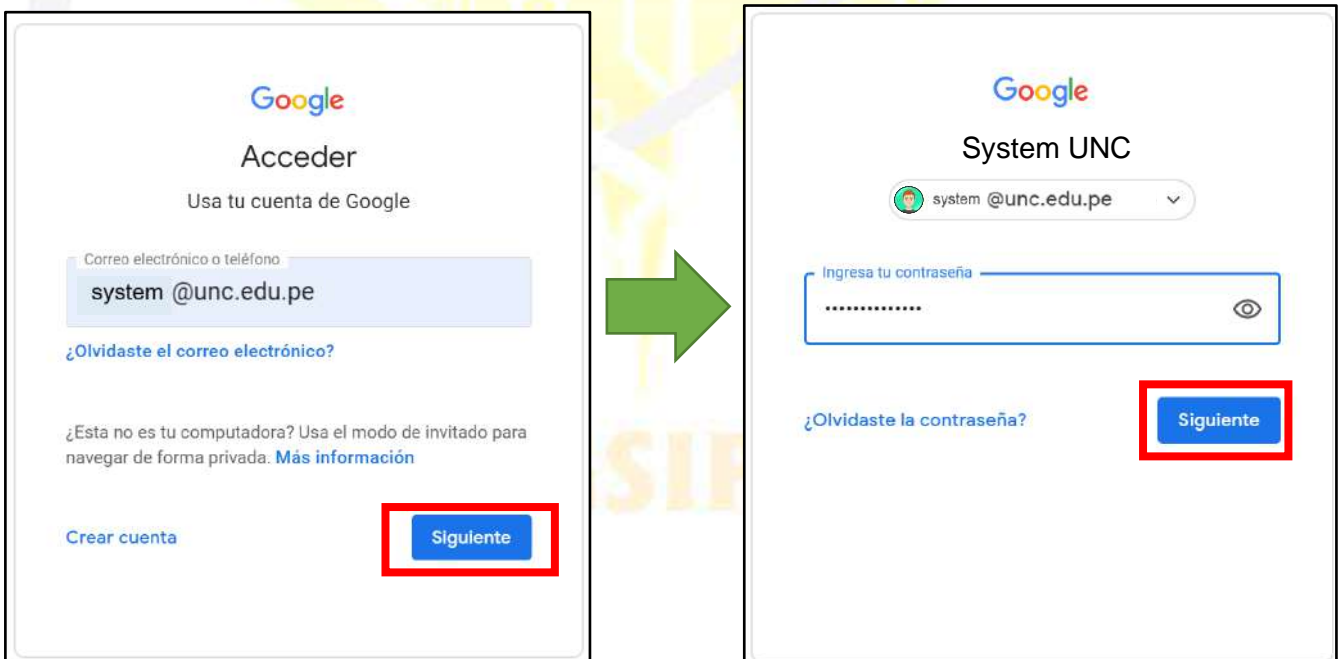 Google
Acceder
Usa tu cuenta de Google
Correo electrónico o teléfono
system @unc.edu.pe
¿Olvidaste el correo electrónico?
¿Esta no es tu computadora? Usa el modo de invitado para
navegar de forma privada. Más información
Crear cuenta
Siguiente
Google
System UNC
system @unc.edu.pe
Ingresa tu contraseña
••••••••••••••
¿Olvidaste la contraseña?
Siguiente
SIF